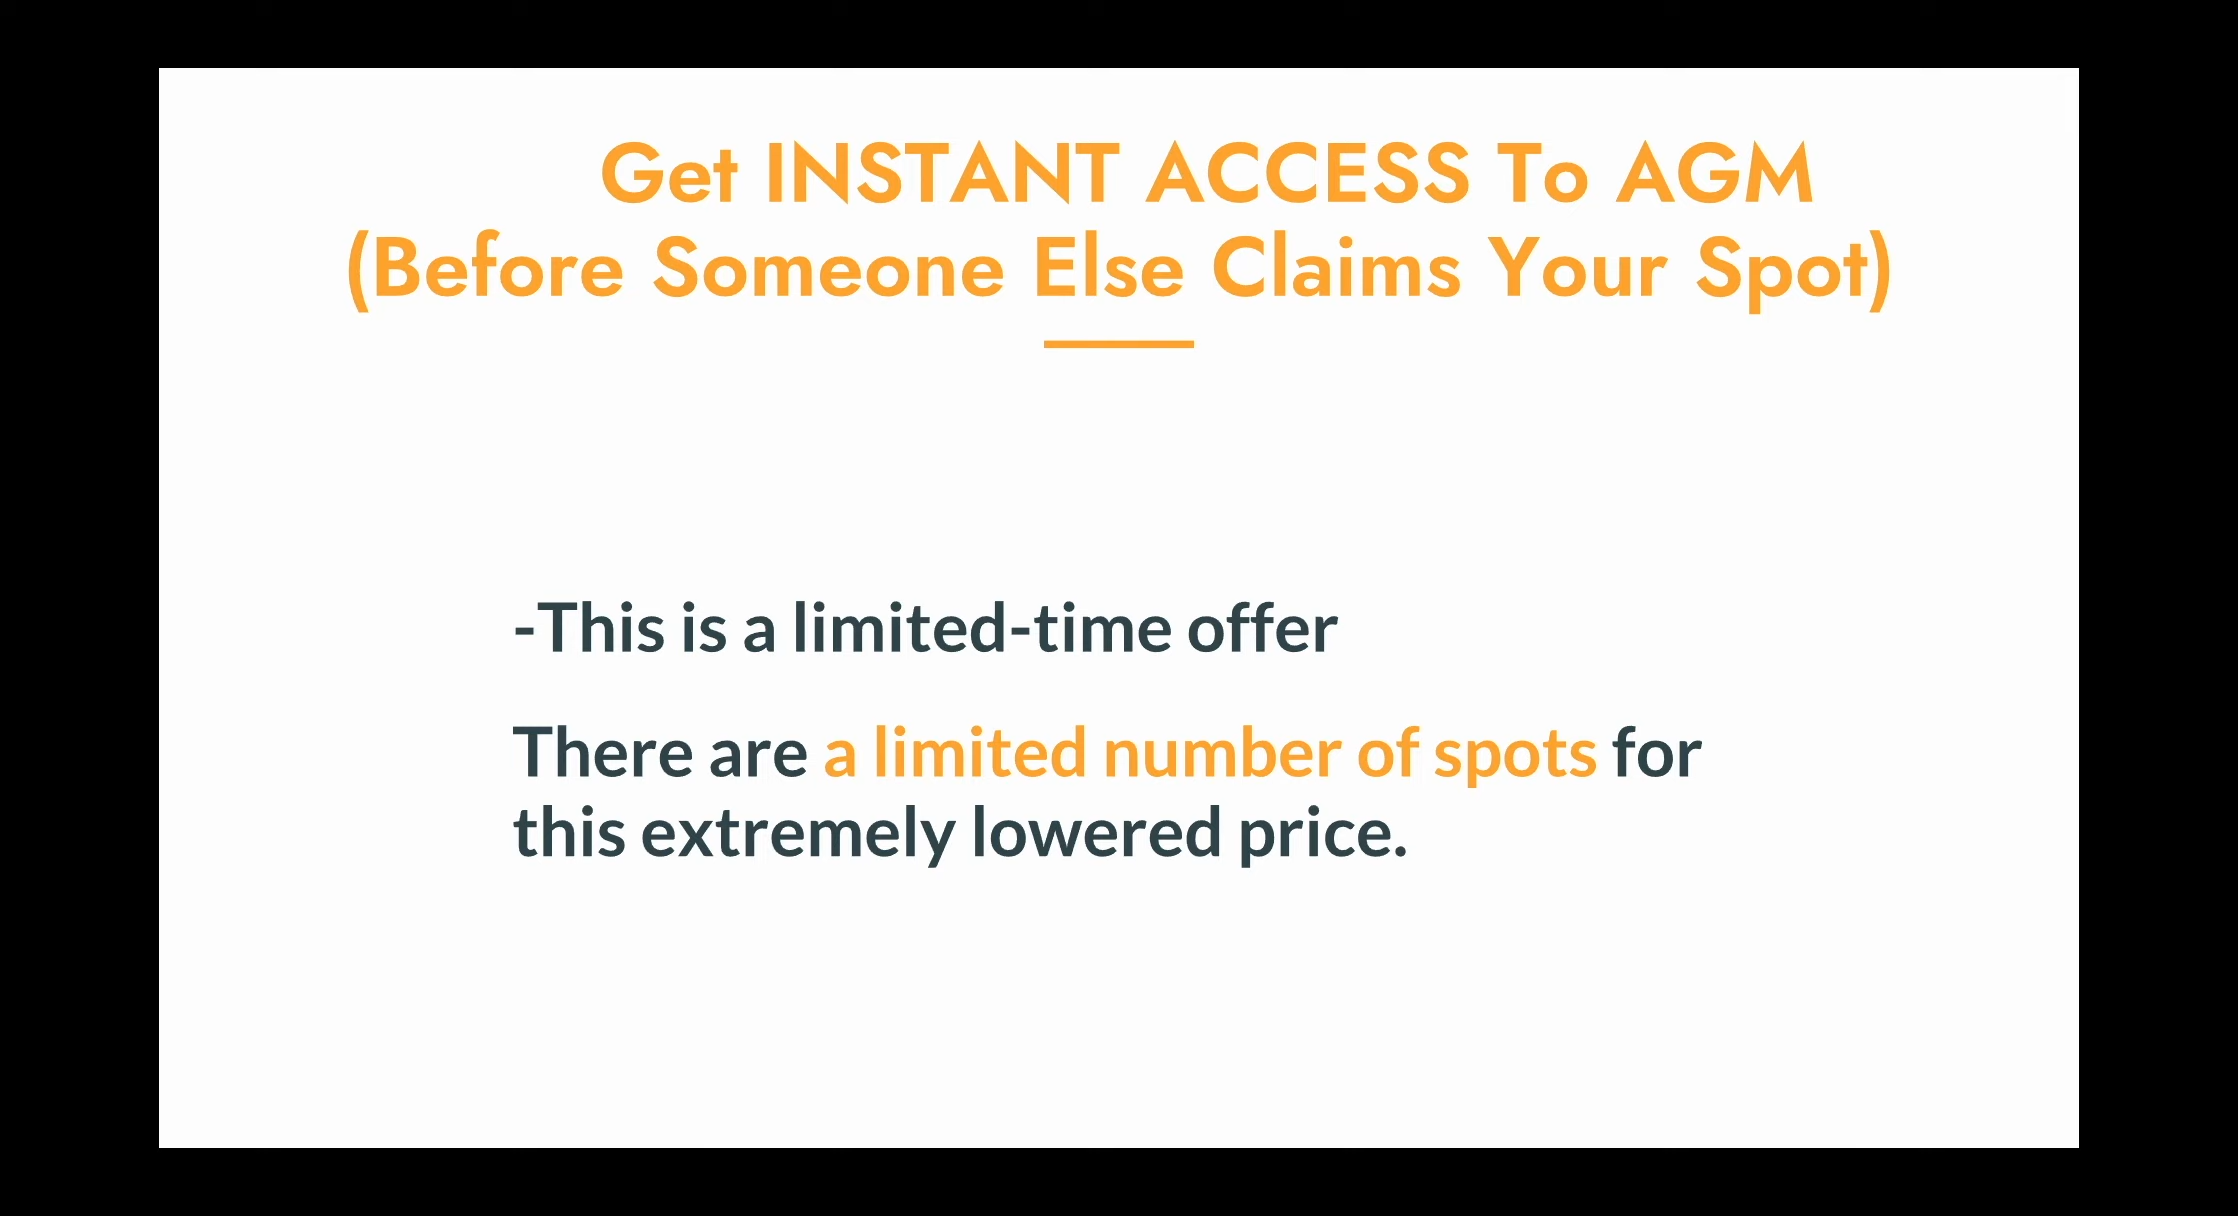 Get INSTANT ACCESS To AGM
(Before Someone Else Claims Your Spot)
-This is a limited-time offer
There are a limited number of spots for
this extremely lowered price.